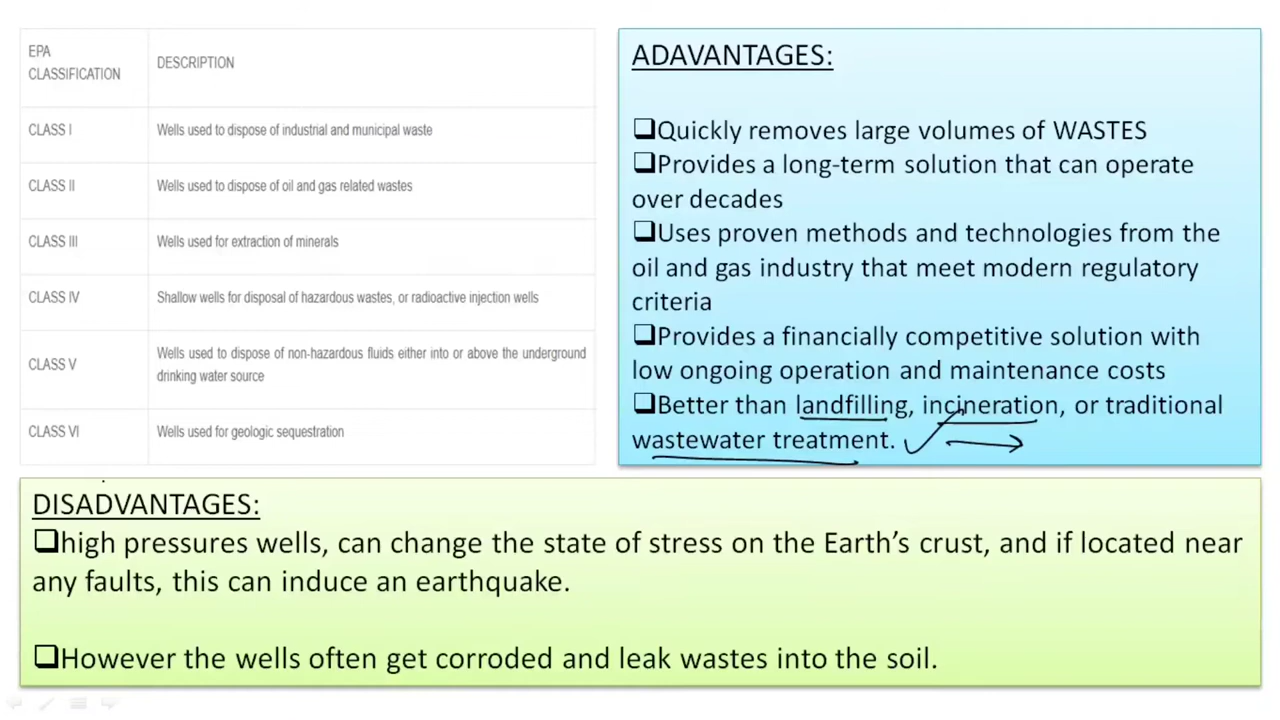 EPA
CLASSIFICATION
DESCRIPTION
CLASS I
Wells used to dispose of industrial and municipal waste
CLASS II
Wells used to dispose of oil and gas related wastes
CLASS III
Wells used for extraction of minerals
CLASS IV
Shallow wells for disposal of hazardous wastes, or radioactive injection wells
CLASS V
Wells used to dispose of non-hazardous fluids either into or above the underground
drinking water source
CLASS VI
Wells used for geologic sequestration
ADAVANTAGES:
❑Quickly removes large volumes of WASTES
❑Provides a long-term solution that can operate
over decades
❑Uses proven methods and technologies from the
oil and gas industry that meet modern regulatory
criteria
❑Provides a financially competitive solution with
low ongoing operation and maintenance costs
❑Better than landfilling, incineration, or traditional
wastewater treatment.
DISADVANTAGES:
❑high pressures wells, can change the state of stress on the Earth’s crust, and if located near
any faults, this can induce an earthquake.
❑However the wells often get corroded and leak wastes into the soil.